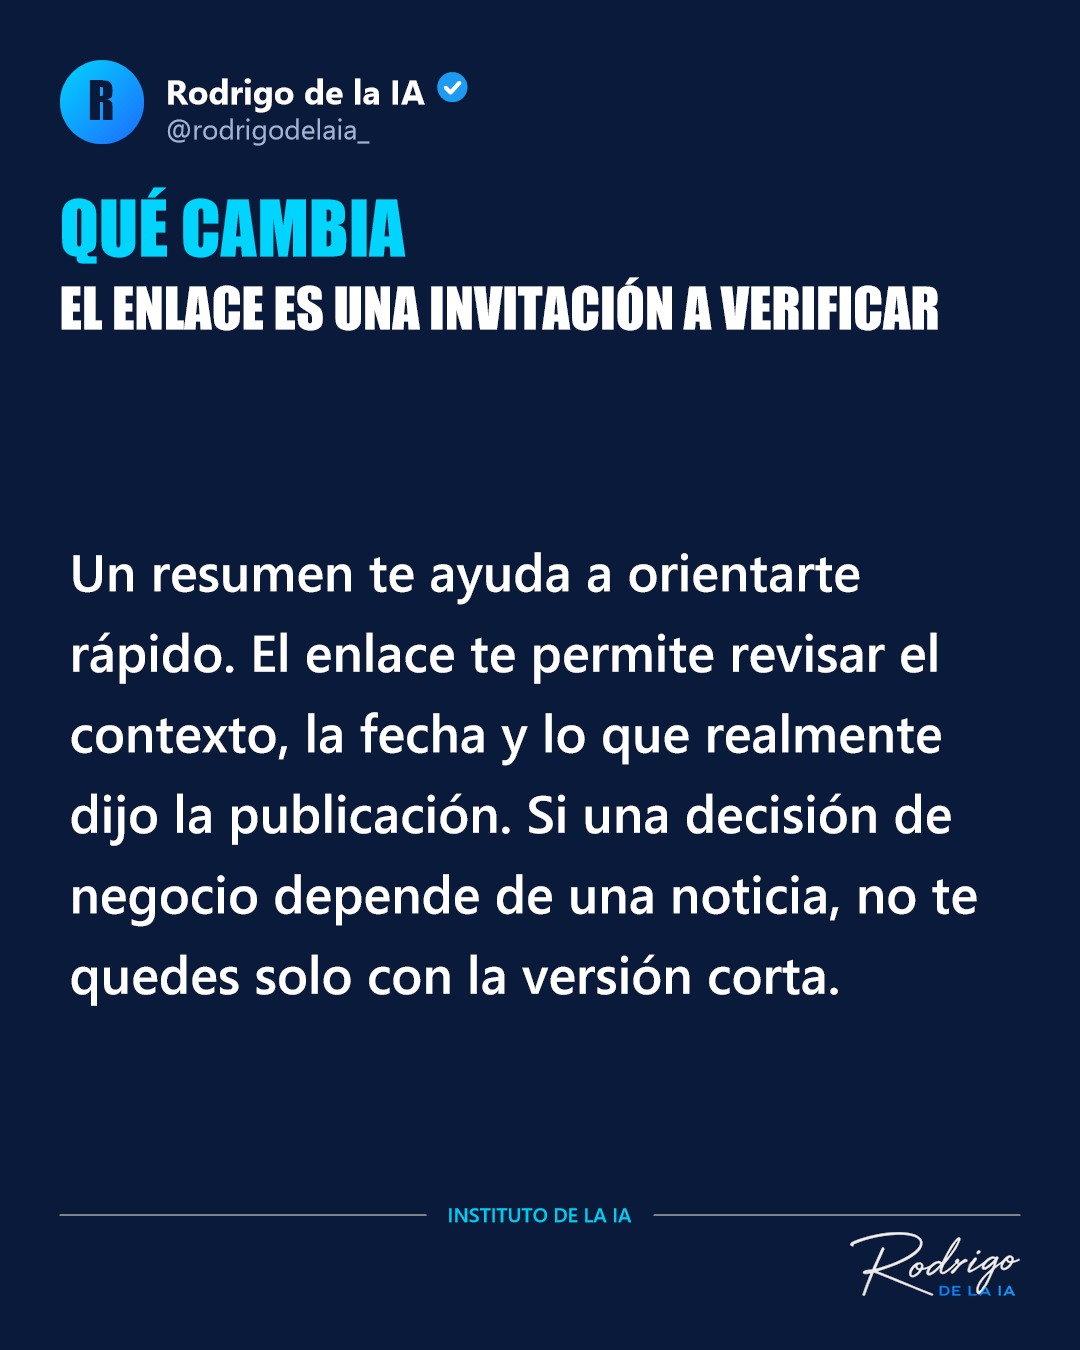 R
Rodrigo de la IA
@rodrigodelaia_
QUÉ CAMBIA
EL ENLACE ES UNA INVITACIÓN A VERIFICAR
Un resumen te ayuda a orientarte
rápido. El enlace te permite revisar el
contexto, la fecha y lo que realmente
dijo la publicación. Si una decisión de
negocio depende de una noticia, no te
quedes solo con la versión corta.
INSTITUTO DE LA IA
Rodrigo
DE LA IA